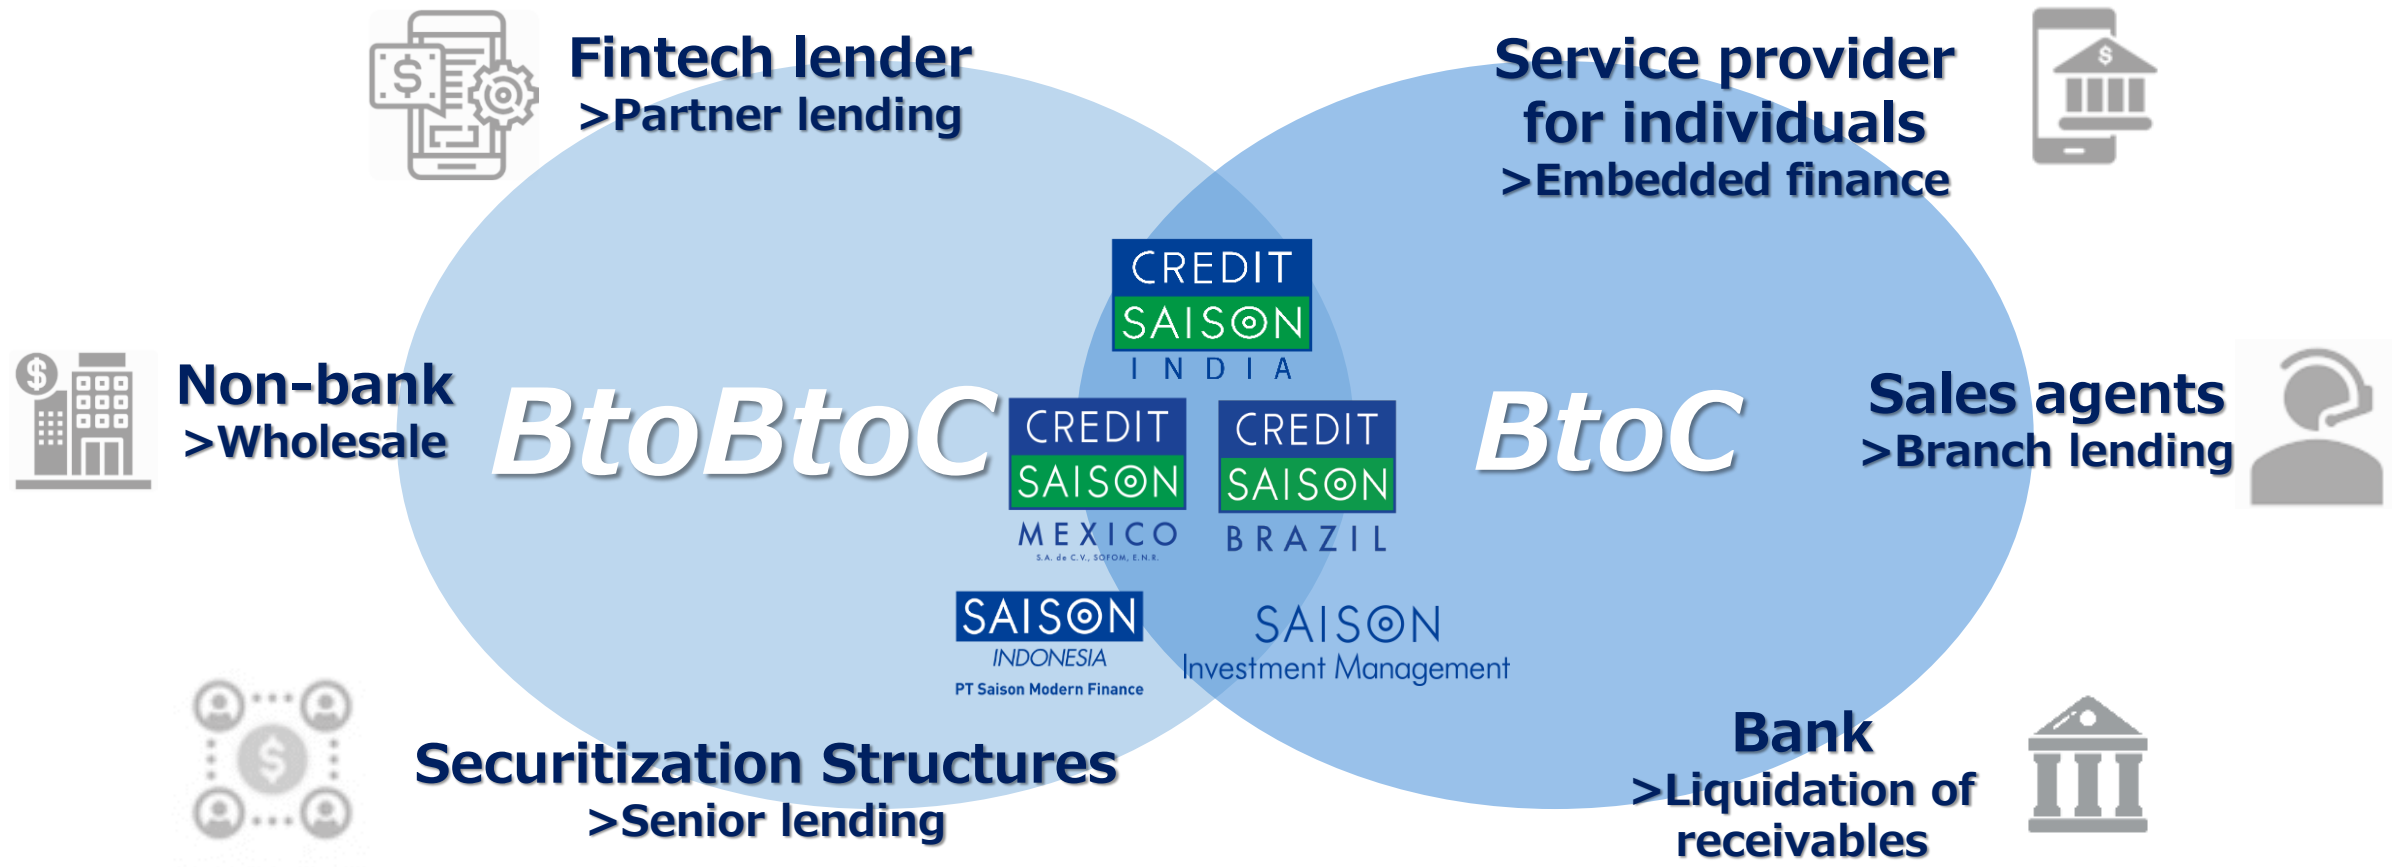 Fintech lender
>Partner lending
Service provider
for individuals
>Embedded finance
Non-bank
>Wholesale
BtoBtoC
CREDIT
SAISON
INDIA
CREDIT
SAISON
MEXICO
S.A. de C.V., SOFOM, E.N.R.
CREDIT
SAISON
BRAZIL
SAISON
INDONESIA
PT Saison Modern Finance
SAISON
Investment Management
BtoC
Sales agents
>Branch lending
Securitization Structures
>Senior lending
Bank
>Liquidation of
receivables